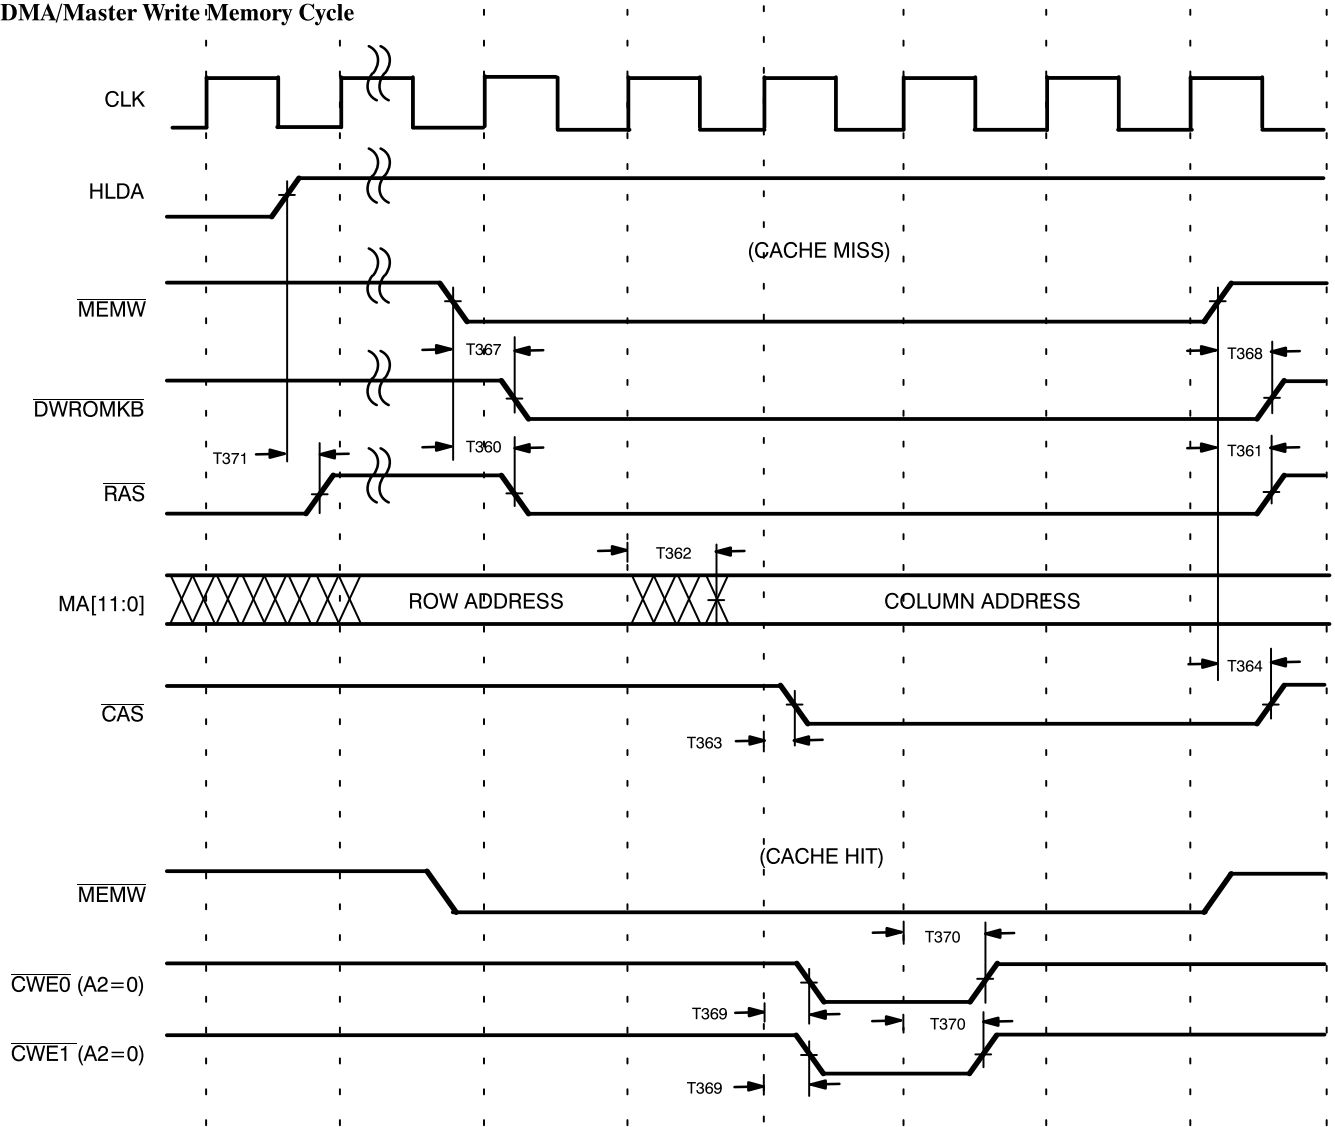 DMA/Master Write Memory Cycle
CLK
HLDA
(CACHE MISS)
MEMW
T367
T368
DWROMKB
T371
T360
T361
RAS
T362
MA[11:0]
ROW ADDRESS
COLUMN ADDRESS
T364
CAS
T363
(CACHE HIT)
MEMW
T370
CWE0 (A2=0)
T369
T370
CWE1 (A2=0)
T369